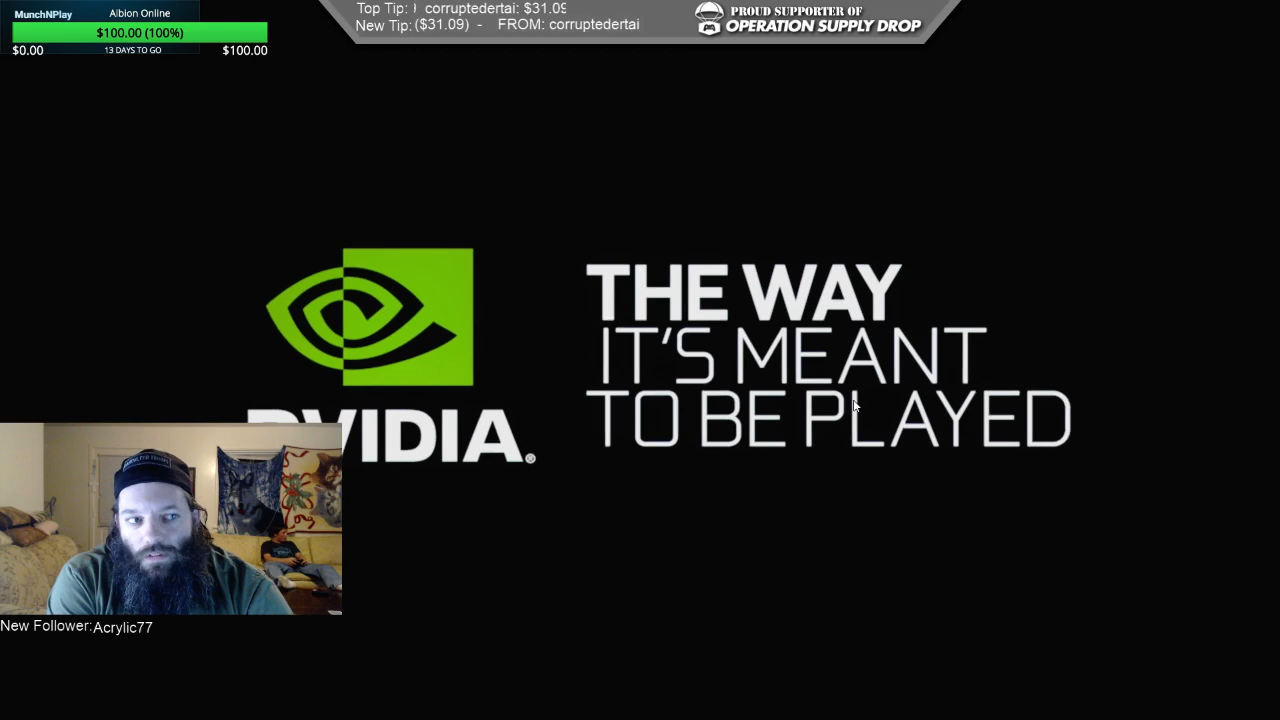 MunchNPlay
Albion Online
$100.00 (100%)
$0.00
13 DAYS TO GO
$100.00
Top Tip: corruptedertai: $31.09
New Tip: ($31.09) - FROM: corruptedertai
PROUD SUPPORTER OF
OPERATION SUPPLY DROP
THE WAY
IT'S MEANT
TO BE PLAYED
NVIDIA.®
New Follower: Acrylic77